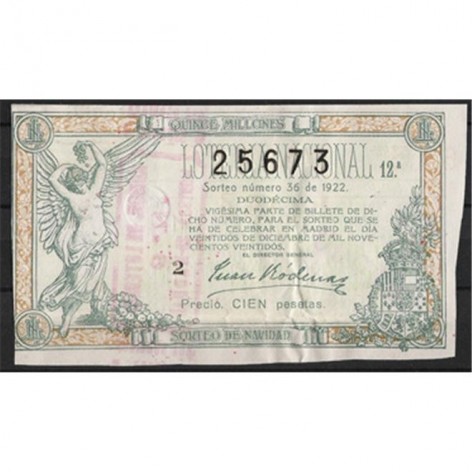 QUINCE MILLONES
LOTERIA NACIONAL
25673
12.ª
Sorteo número 36 de 1922.
DUODÉCIMA
VIGÉSIMA PARTE DE BILLETE DE DI-
CHO NÚMERO, PARA EL SORTEO QUE SE
HA DE CELEBRAR EN MADRID EL DÍA
VEINTIDOS DE DICIEMBRE DE MIL NOVE-
CIENTOS VEINTIDOS.
EL DIRECTOR GENERAL
2
Juan Ródenas
Precio, CIEN pesetas.
SORTEO DE NAVIDAD